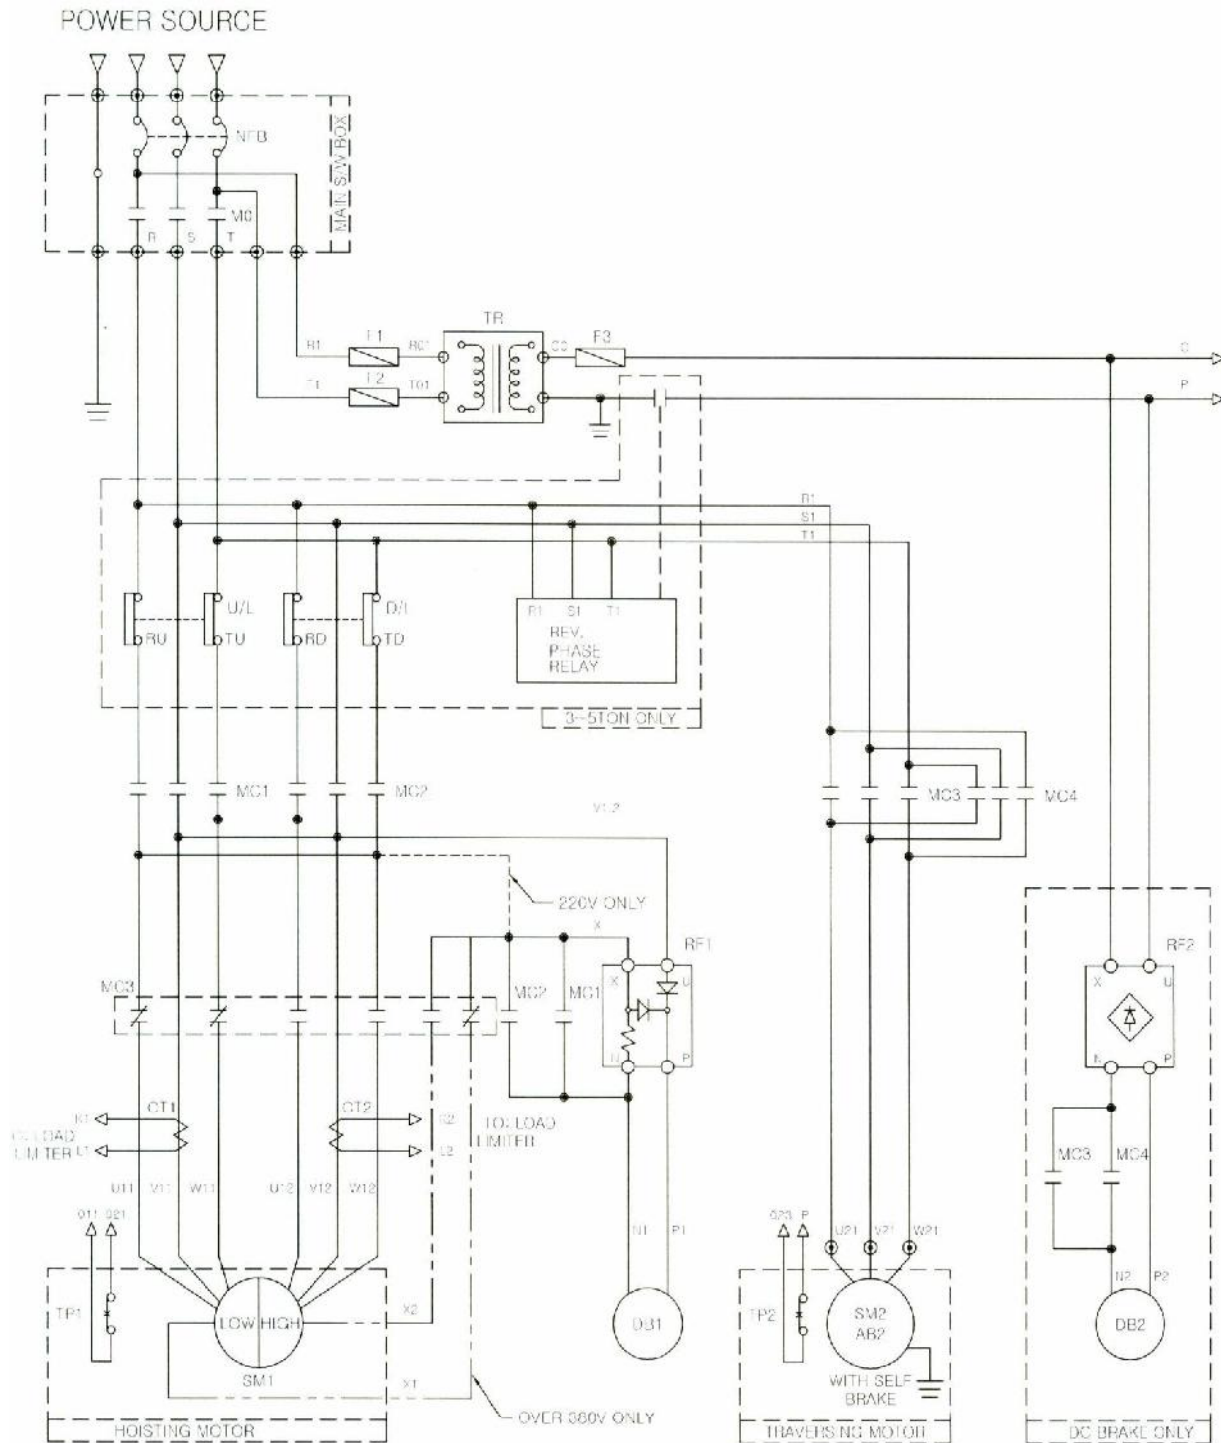 POWER SOURCE
NFB
MAIN S/W BOX
MC
R S T
TR
R1 F1 R01 C0 F3
F2 T01
P
R1
S1
T1
U/L D/L
RU TU RD TD
R1 S1 T1
REV.
PHASE
RELAY
3~5TON ONLY
MC1 MC2 MC3 MC4
220V ONLY
X
RF1 RF2
MC3
X U
MC2 MC1
X U
N P
N P
CT1 CT2
TO: LOAD
LIMITER
MC3 MC4
U11 V11 W11 U12 V12 W12
N1 P1
P U21 V21 W21
N2 P2
TP1
LOW HIGH
X2
DB1
TP2
SM2
AB2
DB2
SM1
X1
WITH SELF
BRAKE
OVER 380V ONLY
HOISTING MOTOR
TRAVERSING MOTOR
DC BRAKE ONLY